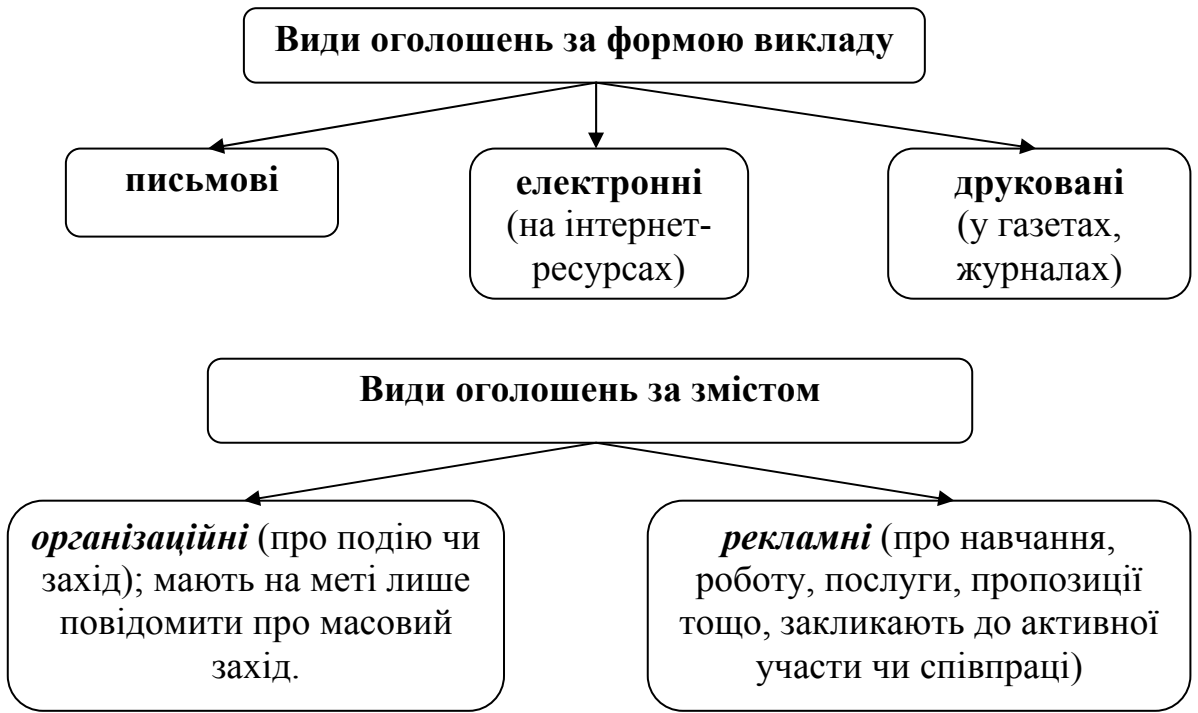 Види оголошень за формою викладу
письмові
електронні
(на інтернет-
ресурсах)
друковані
(у газетах,
журналах)
Види оголошень за змістом
організаційні (про подію чи
захід); мають на меті лише
повідомити про масовий
захід.
рекламні (про навчання,
роботу, послуги, пропозиції
тощо, закликають до активної
участи чи співпраці)